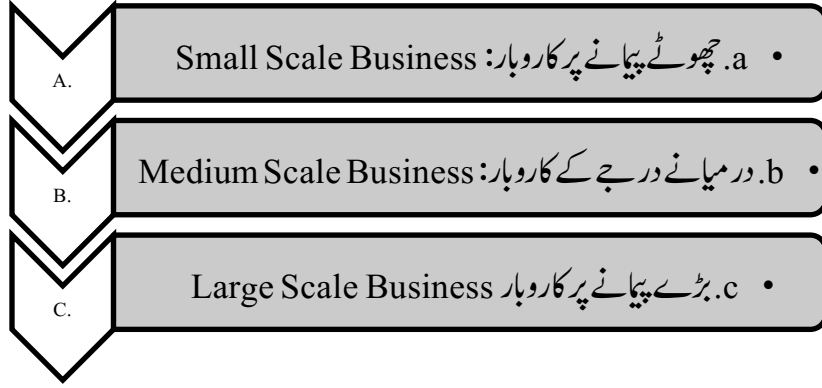 A.
• a. چھوٹے پیمانے پر کاروبار: Small Scale Business
B.
• b. درمیانے درجے کے کاروبار: Medium Scale Business
C.
• c. بڑے پیمانے پر کاروبار Large Scale Business